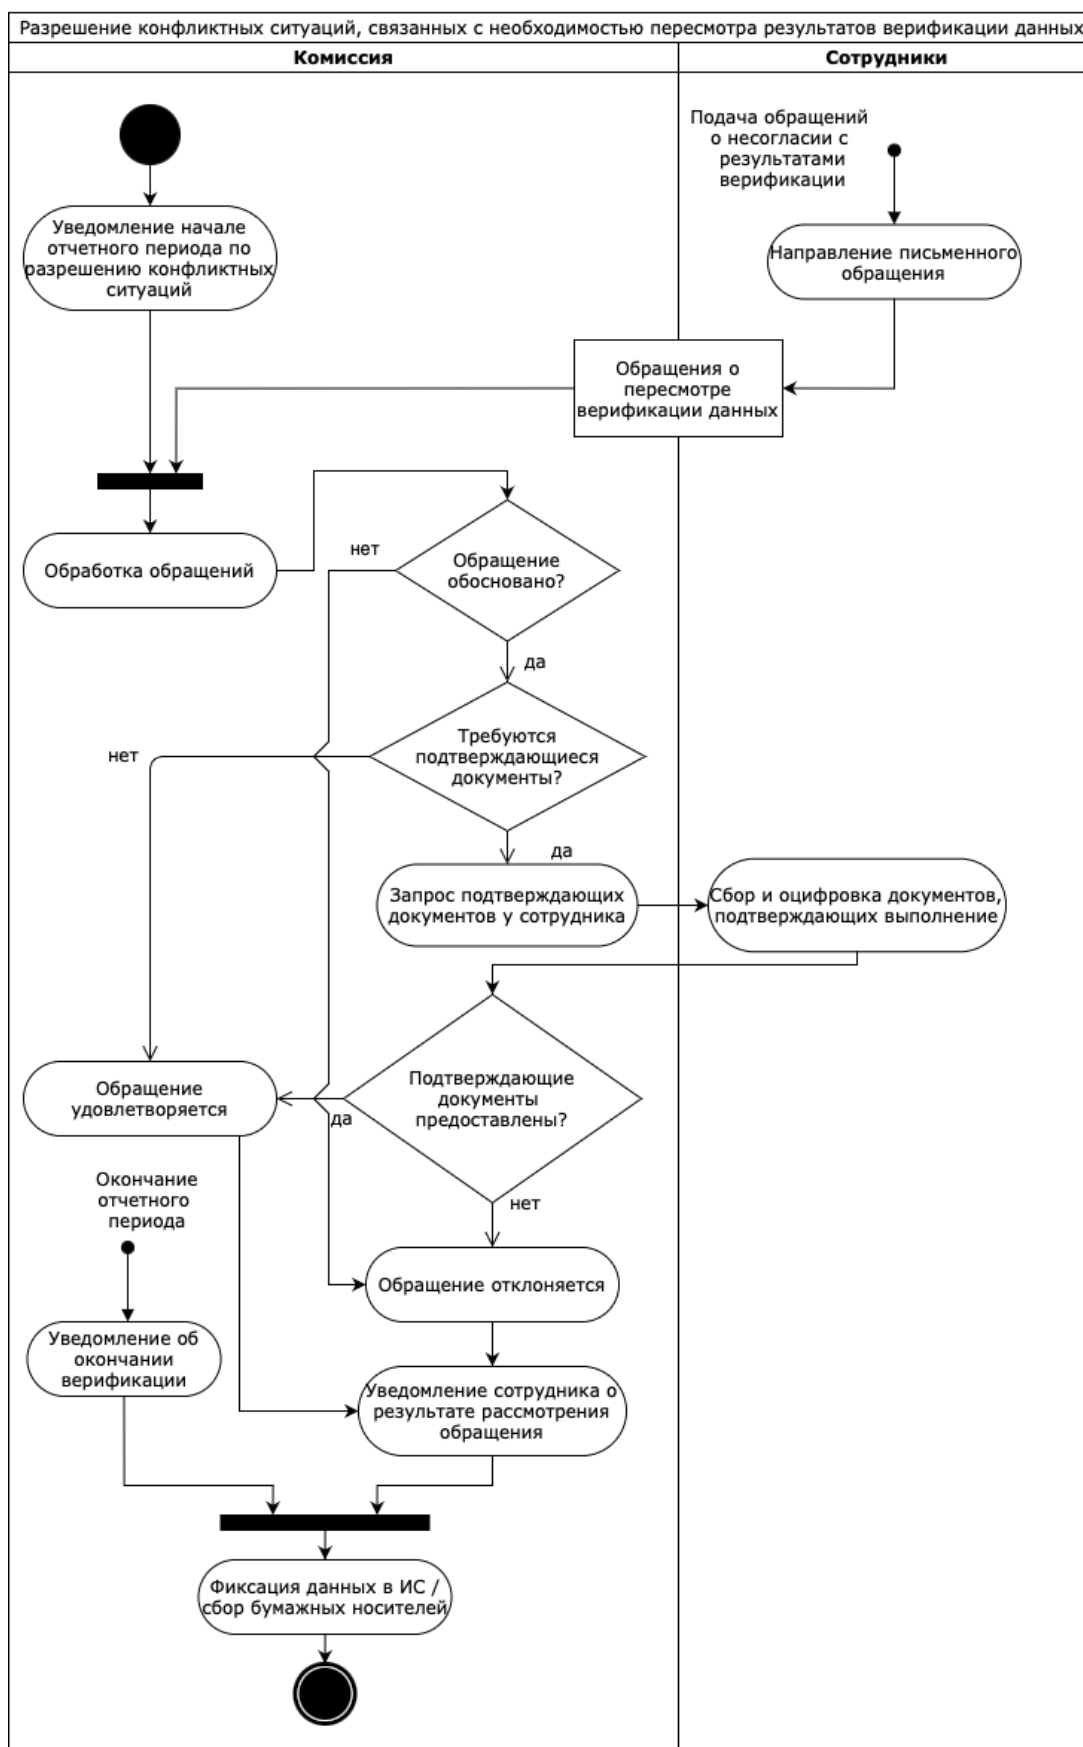 Разрешение конфликтных ситуаций, связанных с необходимостью пересмотра результатов верификации данных
Комиссия
Сотрудники
Подача обращений
о несогласии с
результатами
верификации
Уведомление начале
отчетного периода по
разрешению конфликтных
ситуаций
Направление письменного
обращения
Обращения о
пересмотре
верификации данных
Обработка обращений
нет
Обращение
обосновано?
да
Требуются
подтверждающиеся
документы?
нет
да
Запрос подтверждающих
документов у сотрудника
Сбор и оцифровка документов,
подтверждающих выполнение
Подтверждающие
документы
предоставлены?
Обращение
удовлетворяется
да
нет
Окончание
отчетного
периода
Обращение отклоняется
Уведомление об
окончании
верификации
Уведомление сотрудника о
результате рассмотрения
обращения
Фиксация данных в ИС /
сбор бумажных носителей